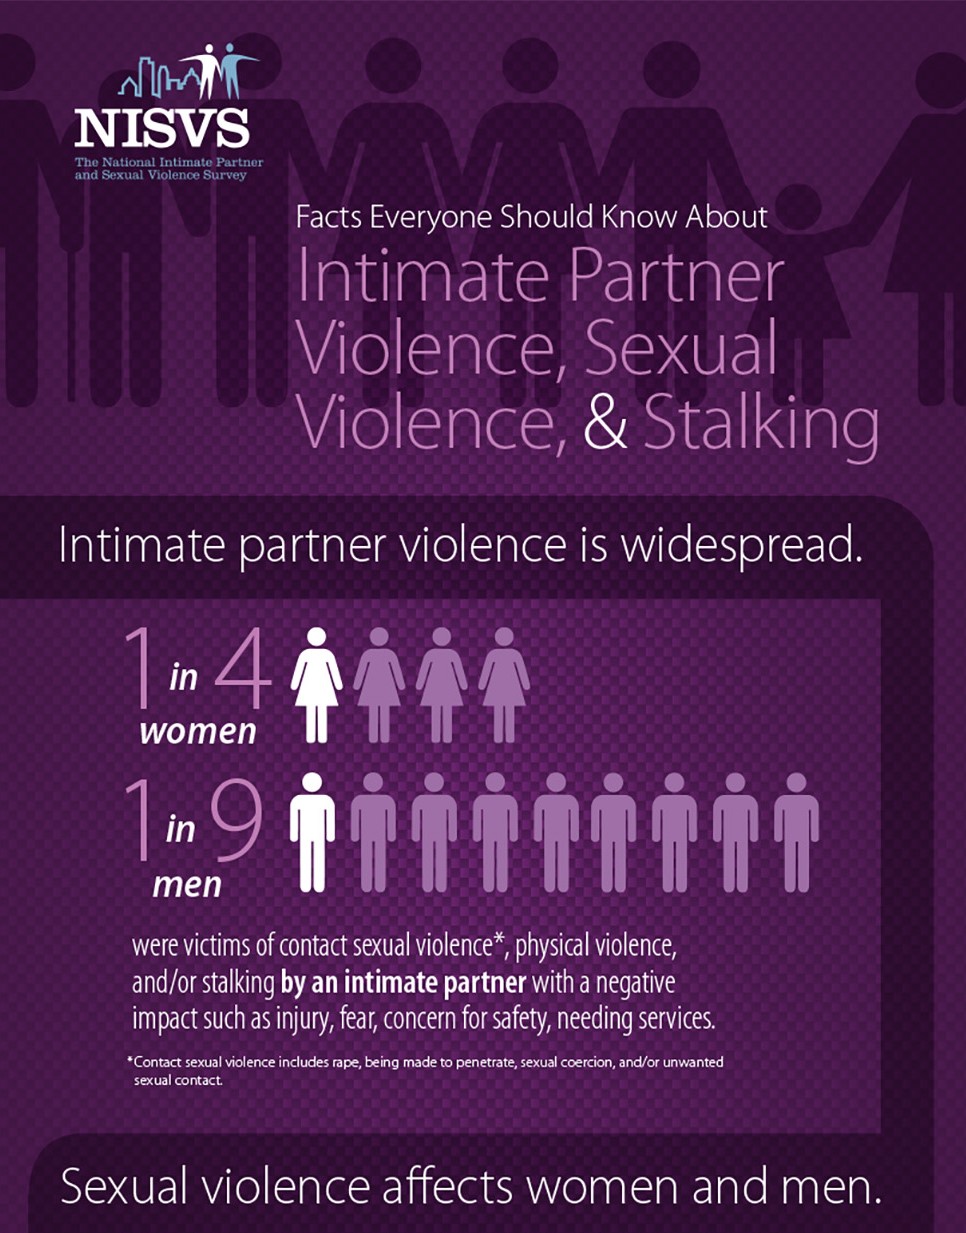 NISVS
The National Intimate Partner
and Sexual Violence Survey
Facts Everyone Should Know About
Intimate Partner
Violence, Sexual
Violence, & Stalking
Intimate partner violence is widespread.
1 in 4
women
1 in 9
men
were victims of contact sexual violence*, physical violence,
and/or stalking by an intimate partner with a negative
impact such as injury, fear, concern for safety, needing services.
*Contact sexual violence includes rape, being made to penetrate, sexual coercion, and/or unwanted
sexual contact.
Sexual violence affects women and men.